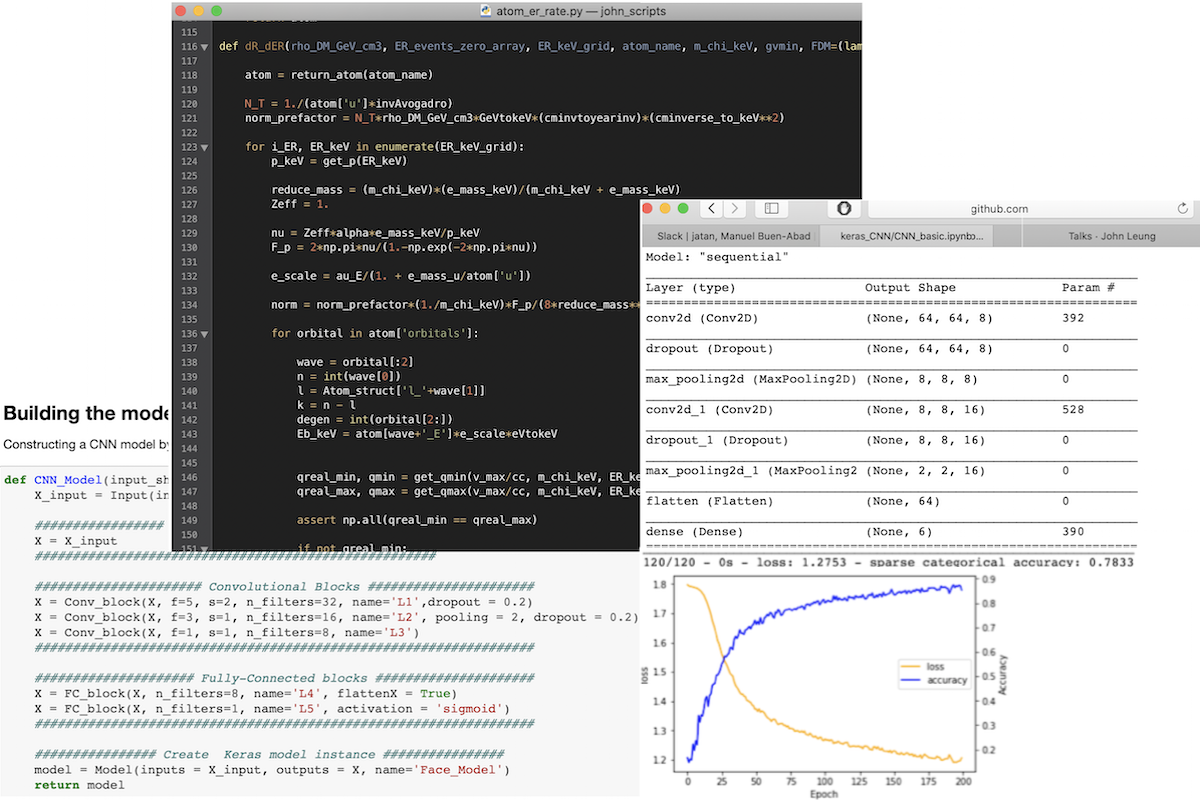 atom_er_rate.py — john_scripts
115
116 def dR_dER(rho_DM_GeV_cm3, ER_events_zero_array, ER_keV_grid, atom_name, m_chi_keV, gvmin, FDM=(lam
117
118 atom = return_atom(atom_name)
119
120 N_T = 1./(atom['u']*invAvogadro)
121 norm_prefactor = N_T*rho_DM_GeV_cm3*GeVtokeV*(cminvtoyearinv)*(cminverse_to_keV**2)
122
123 for i_ER, ER_keV in enumerate(ER_keV_grid):
124 p_keV = get_p(ER_keV)
125
126 reduce_mass = (m_chi_keV)*(e_mass_keV)/(m_chi_keV + e_mass_keV)
127 Zeff = 1.
128
129 nu = Zeff*alpha*e_mass_keV/p_keV
130 F_p = 2*np.pi*nu/(1.-np.exp(-2*np.pi*nu))
131
132 e_scale = au_E/(1. + e_mass_u/atom['u'])
133
134 norm = norm_prefactor*(1./m_chi_keV)*F_p/(8*reduce_mass**
135
136 for orbital in atom['orbitals']:
137
138 wave = orbital[:2]
139 n = int(wave[0])
140 l = Atom_struct['l_'+wave[1]]
141 k = n - l
142 degen = int(orbital[2:])
143 Eb_keV = atom[wave+'_E']*e_scale*eVtokeV
144
145
146 qreal_min, qmin = get_qmin(v_max/cc, m_chi_keV, ER_ke
147 qreal_max, qmax = get_qmax(v_max/cc, m_chi_keV, ER_ke
148
149 assert np.all(qreal_min == qreal_max)
150
151 if not qreal_min:
github.com
Slack | jatan, Manuel Buen-Abad
keras_CNN/CNN_basic.ipynb...
Talks - John Leung
Model: "sequential"
Layer (type) Output Shape Param #
=================================================================
conv2d (Conv2D) (None, 64, 64, 8) 392
dropout (Dropout) (None, 64, 64, 8) 0
max_pooling2d (MaxPooling2D) (None, 8, 8, 8) 0
conv2d_1 (Conv2D) (None, 8, 8, 16) 528
dropout_1 (Dropout) (None, 8, 8, 16) 0
max_pooling2d_1 (MaxPooling2 (None, 2, 2, 16) 0
flatten (Flatten) (None, 64) 0
dense (Dense) (None, 6) 390
=================================================================
120/120 - 0s - loss: 1.2753 - sparse_categorical_accuracy: 0.7833
1.8
1.7
1.6
1.5
1.4
1.3
1.2
loss
0.9
0.8
0.7
0.6
0.5
0.4
0.3
0.2
Accuracy
loss
accuracy
0 25 50 75 100 125 150 175 200
Epoch
Building the mode
Constructing a CNN model by
def CNN_Model(input_sh
X_input = Input(in
################
X = X_input
##################################################
##################### Convolutional Blocks #####################
X = Conv_block(X, f=5, s=2, n_filters=32, name='L1',dropout = 0.2)
X = Conv_block(X, f=3, s=1, n_filters=16, name='L2', pooling = 2, dropout = 0.2)
X = Conv_block(X, f=1, s=1, n_filters=8, name='L3')
##############################################################
#################### Fully-Connected blocks ####################
X = FC_block(X, n_filters=8, name='L4', flattenX = True)
X = FC_block(X, n_filters=1, name='L5', activation = 'sigmoid')
##############################################################
############### Create Keras model instance ################
model = Model(inputs = X_input, outputs = X, name='Face_Model')
return model